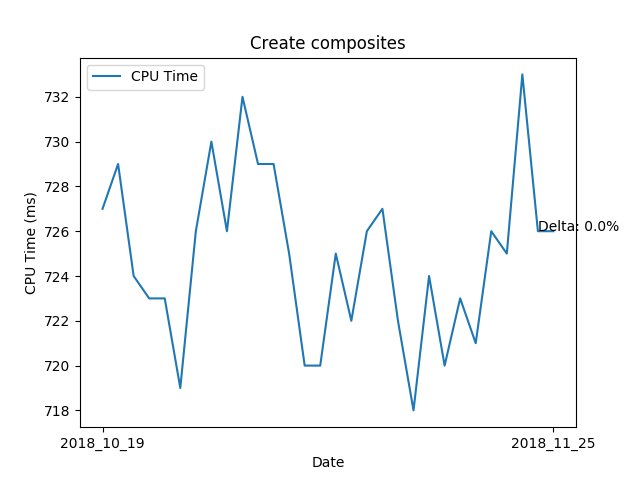 Create composites
CPU Time
CPU Time (ms)
732
730
728
726
724
722
720
718
Delta: 0.0%
2018_10_19
2018_11_25
Date